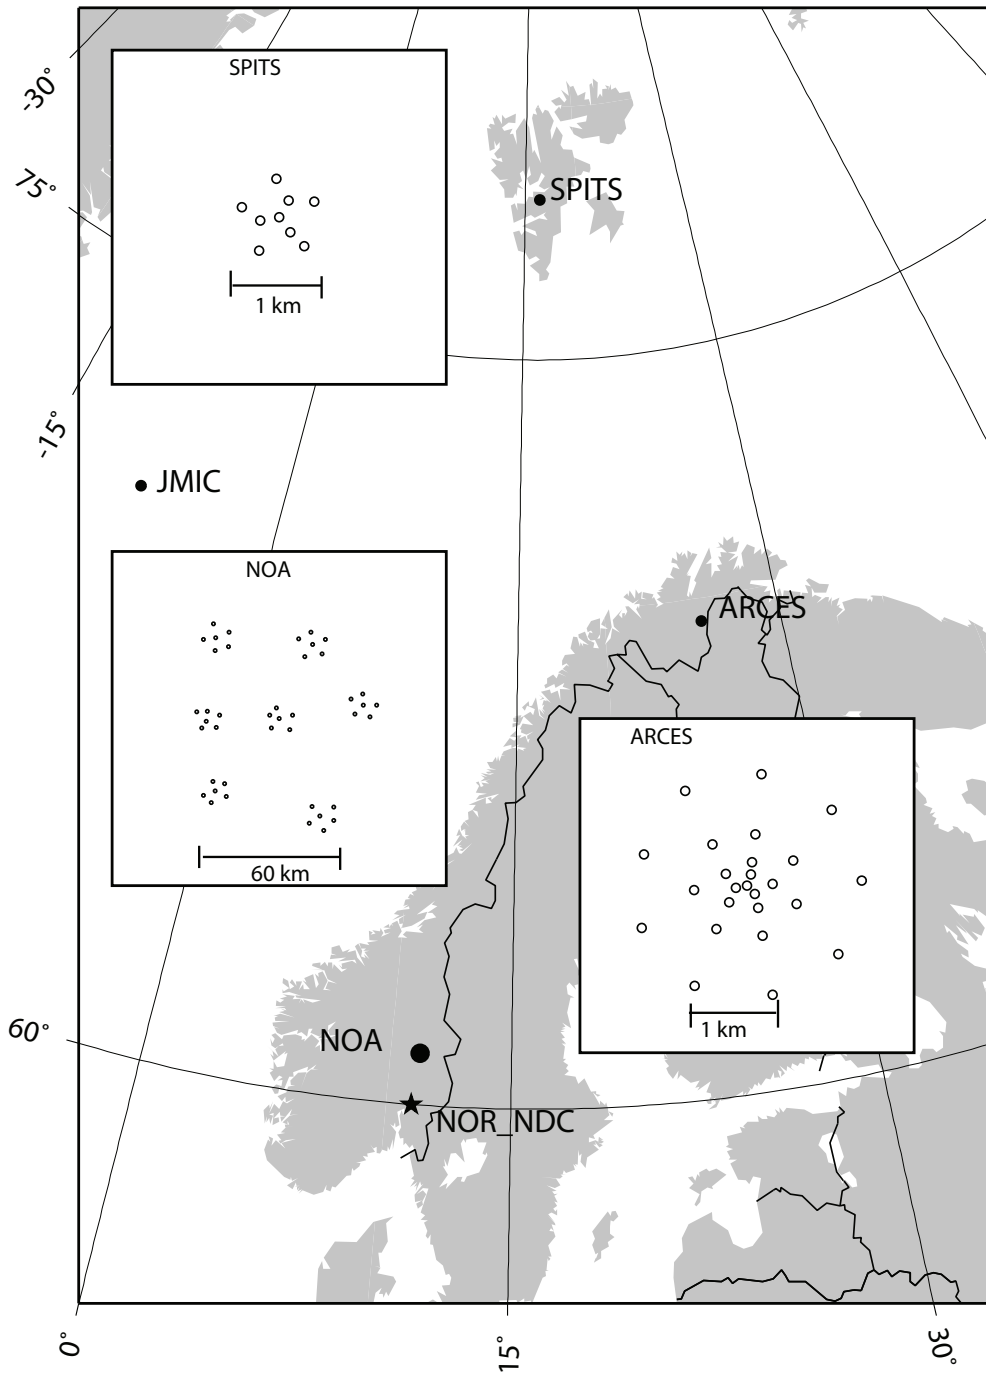 -30°
SPITS
75°
SPITS
1 km
-15°
JMIC
NOA
ARCES
ARCES
60 km
1 km
60°
NOA
NOR_NDC
0°
15°
30°